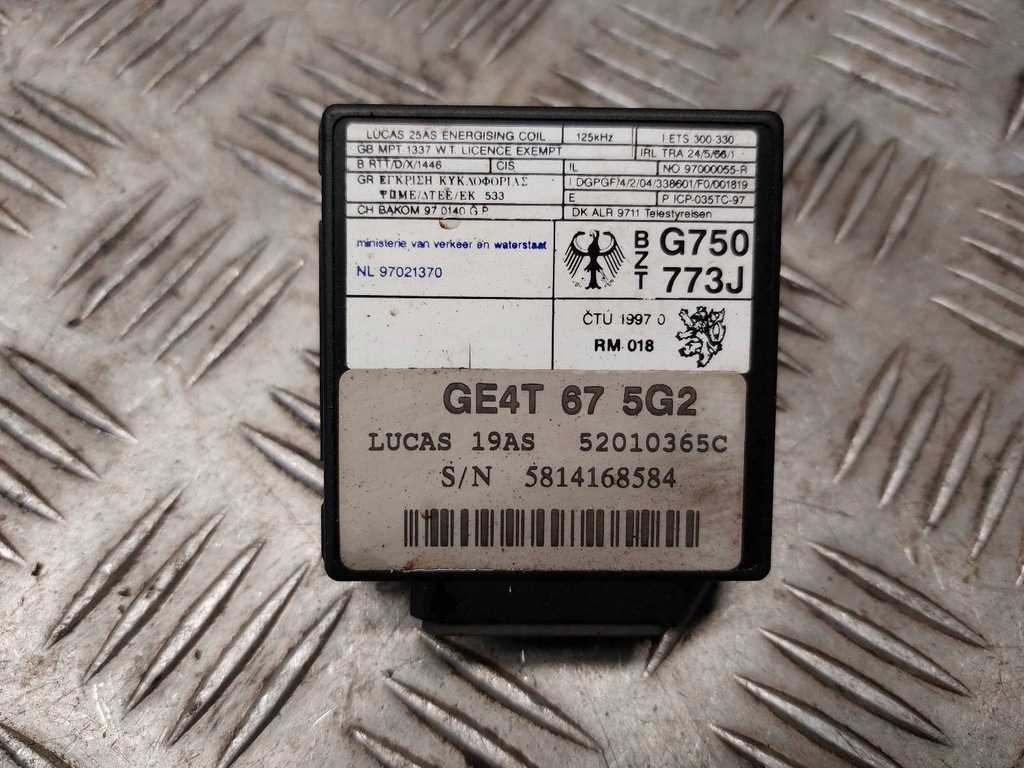 LUCAS 25AS ENERGISING COIL 125kHz I ETS 300-330
GB MPT 1337 W.T. LICENCE EXEMPT IRL TRA 24/5/66/1
B RTT/D/X/1446 CIS IL NO 97000055-R
GR ΕΓΚΡΙΣΗ ΚΥΚΛΟΦΟΡΙΑΣ I DGPGF/4/2/04/338601/F0/001819
ΥΜΕ/ΔΤΕΕ/ΕΚ 533 E P ICP-035TC-97
CH BAKOM 97.0140.G.P DK ALR 9711 Telestyreisen
ministerie van verkeer en waterstaat
NL 97021370
BZT G750
773J
ČTÚ 1997 0
RM 018
GE4T 67 5G2
LUCAS 19AS 52010365C
S/N 5814168584